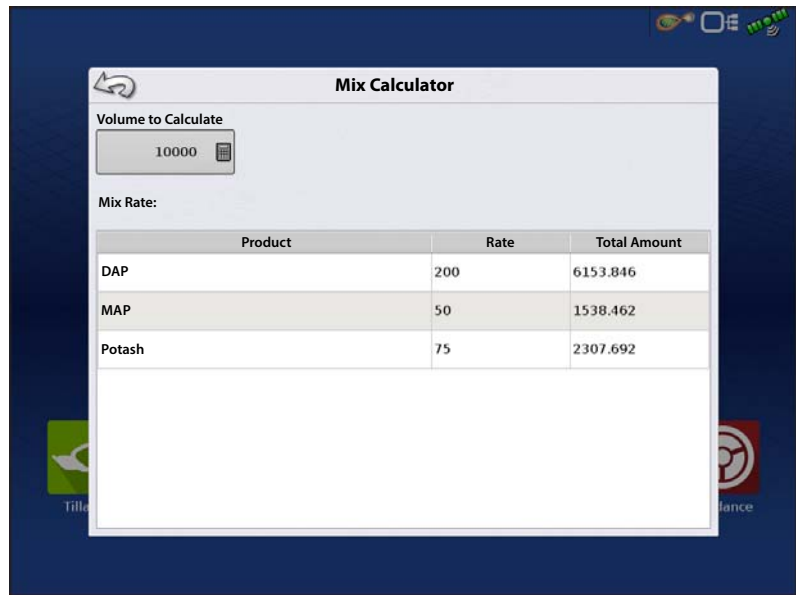 Mix Calculator
Volume to Calculate
10000
Mix Rate:
Product Rate Total Amount
DAP 200 6153.846
MAP 50 1538.462
Potash 75 2307.692
Tilla
dance